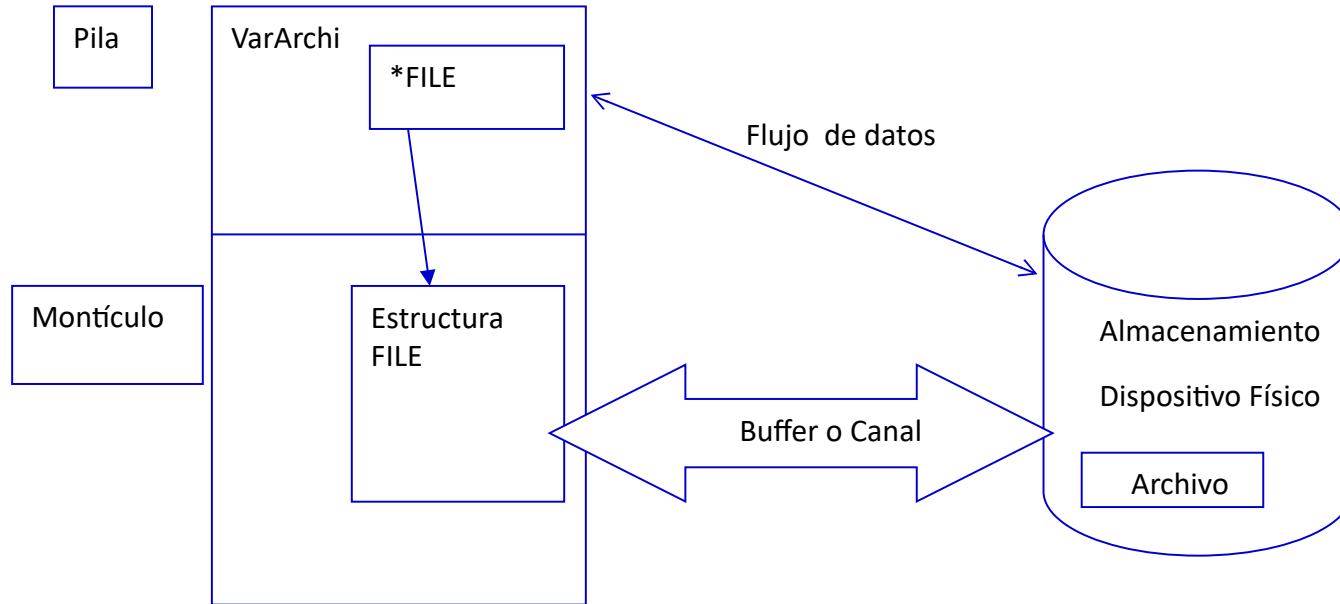 Pila
VarArchi
*FILE
Flujo  de datos
Montículo
Estructura
FILE
Almacenamiento
Dispositivo Físico
Buffer o Canal
Archivo